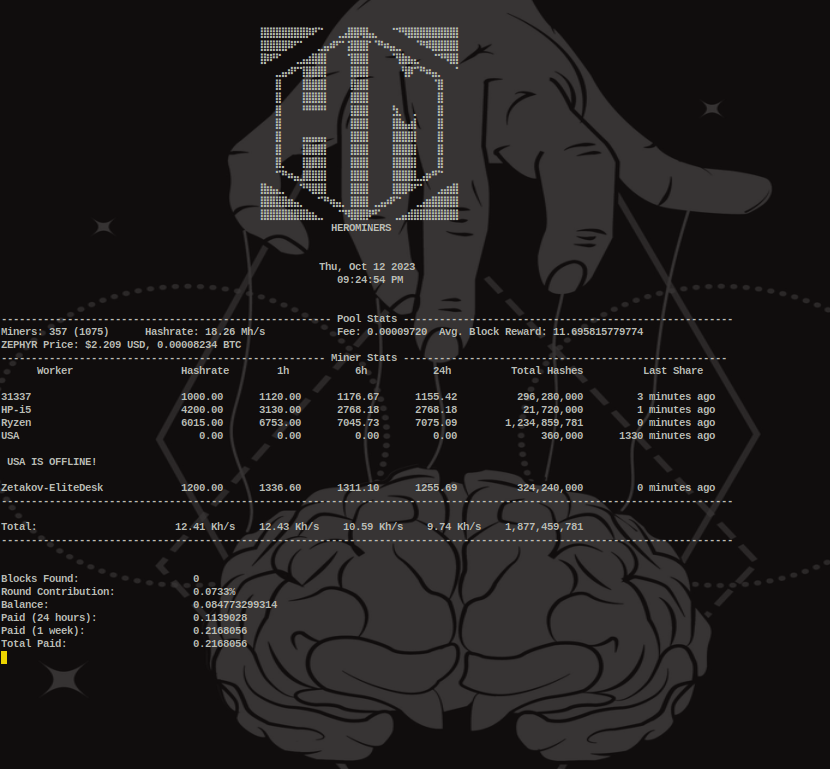 HEROMINERS
Thu, Oct 12 2023
09:24:54 PM
Pool Stats
Miners: 357 (1075) Hashrate: 18.26 Mh/s Fee: 0.00009720 Avg. Block Reward: 11.695815779774
ZEPHYR Price: $2.209 USD, 0.00008234 BTC
Miner Stats
Worker Hashrate 1h 6h 24h Total Hashes Last Share
31337 1000.00 1120.00 1176.67 1155.42 296,280,000 3 minutes ago
HP-i5 4200.00 3130.00 2768.18 2768.18 21,720,000 1 minutes ago
Ryzen 6015.00 6753.00 7045.73 7075.09 1,234,859,781 0 minutes ago
USA 0.00 0.00 0.00 0.00 360,000 1330 minutes ago
USA IS OFFLINE!
Zetakov-EliteDesk 1200.00 1336.60 1311.10 1255.69 324,240,000 0 minutes ago
Total: 12.41 Kh/s 12.43 Kh/s 10.59 Kh/s 9.74 Kh/s 1,877,459,781
Blocks Found: 0
Round Contribution: 0.0733%
Balance: 0.084773299314
Paid (24 hours): 0.1139028
Paid (1 week): 0.2168056
Total Paid: 0.2168056